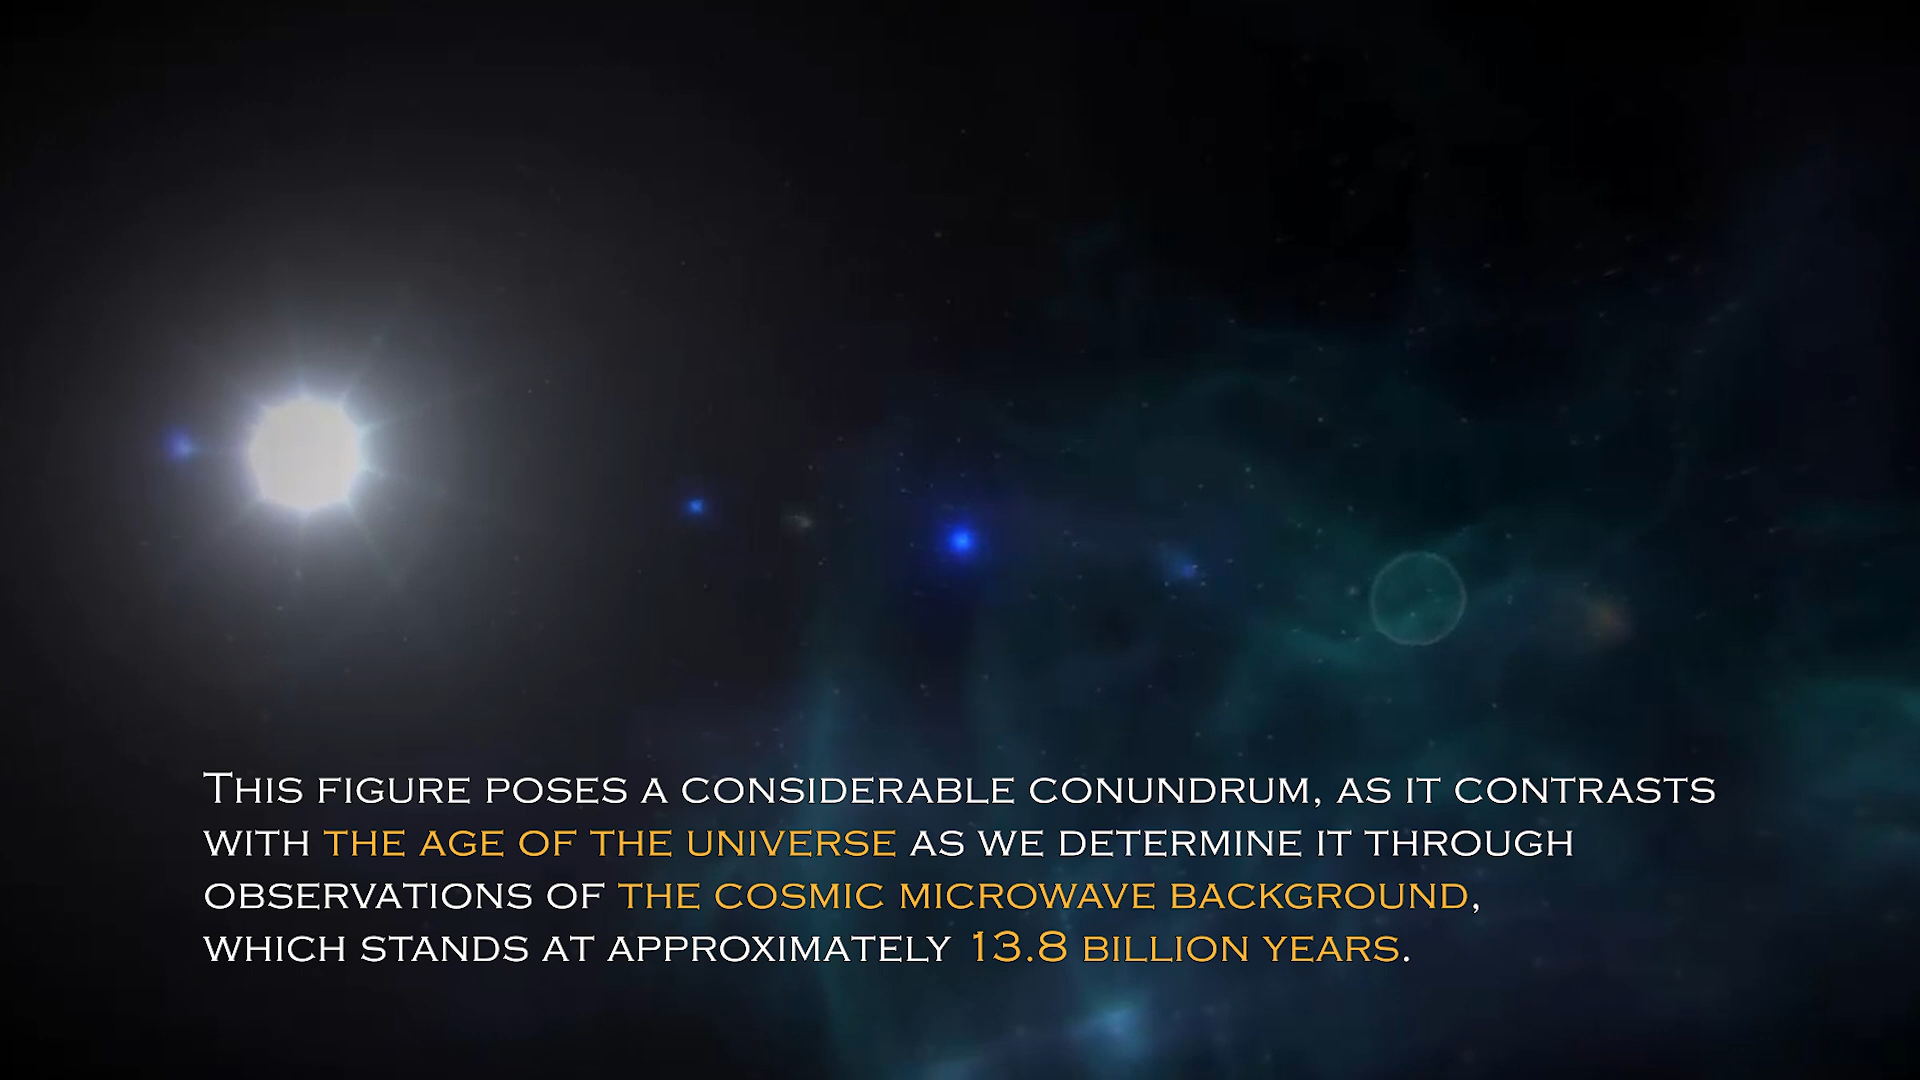 This figure poses a considerable conundrum, as it contrasts
with the age of the universe as we determine it through
observations of the cosmic microwave background,
which stands at approximately 13.8 billion years.